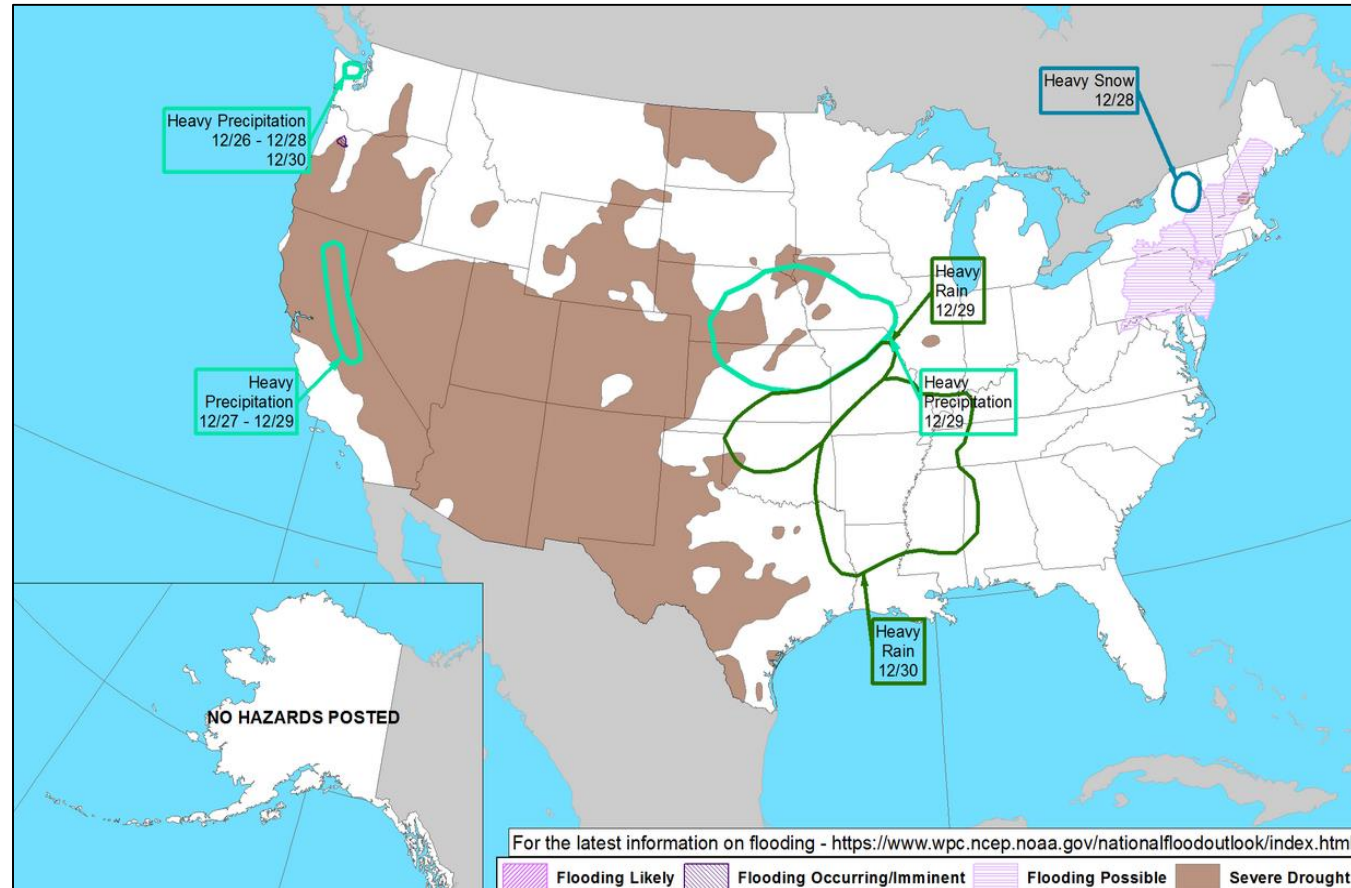 Heavy Precipitation
12/26 - 12/28
12/30
Heavy Snow
12/28
Heavy
Rain
12/29
Heavy
Precipitation
12/27 - 12/29
Heavy
Precipitation
12/29
Heavy
Rain
12/30
NO HAZARDS POSTED
For the latest information on flooding - https://www.wpc.ncep.noaa.gov/nationalfloodoutlook/index.html
Flooding Likely Flooding Occurring/Imminent Flooding Possible Severe Drought